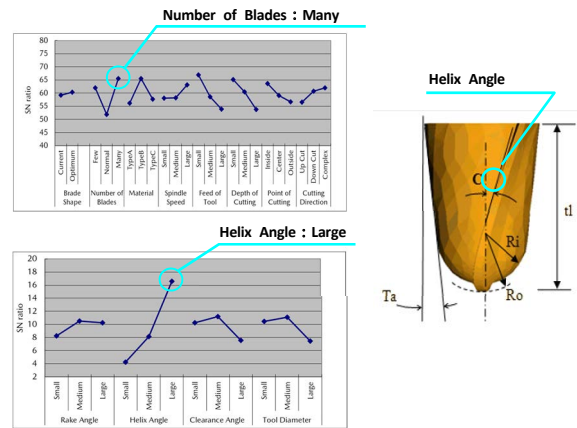 Number of Blades : Many
80
75
70
65
60
55
50
45
40
SN ratio
Current
Optimum
Few
Normal
Many
TypeA
TypeB
TypeC
Small
Medium
Large
Small
Medium
Large
Small
Medium
Large
Inside
Center
Outside
Up Cut
Down Cut
Complex
Brade Shape
Number of Blades
Material
Spindle Speed
Feed of Tool
Depth of Cutting
Point of Cutting
Cutting Direction
Helix Angle
C
tl
Ri
Ro
Ta
Helix Angle : Large
18
16
14
12
10
8
6
4
2
SN ratio
Small
Medium
Large
Small
Medium
Large
Small
Medium
Large
Small
Medium
Large
Rake Angle
Helix Angle
Clearance Angle
Tool Diameter